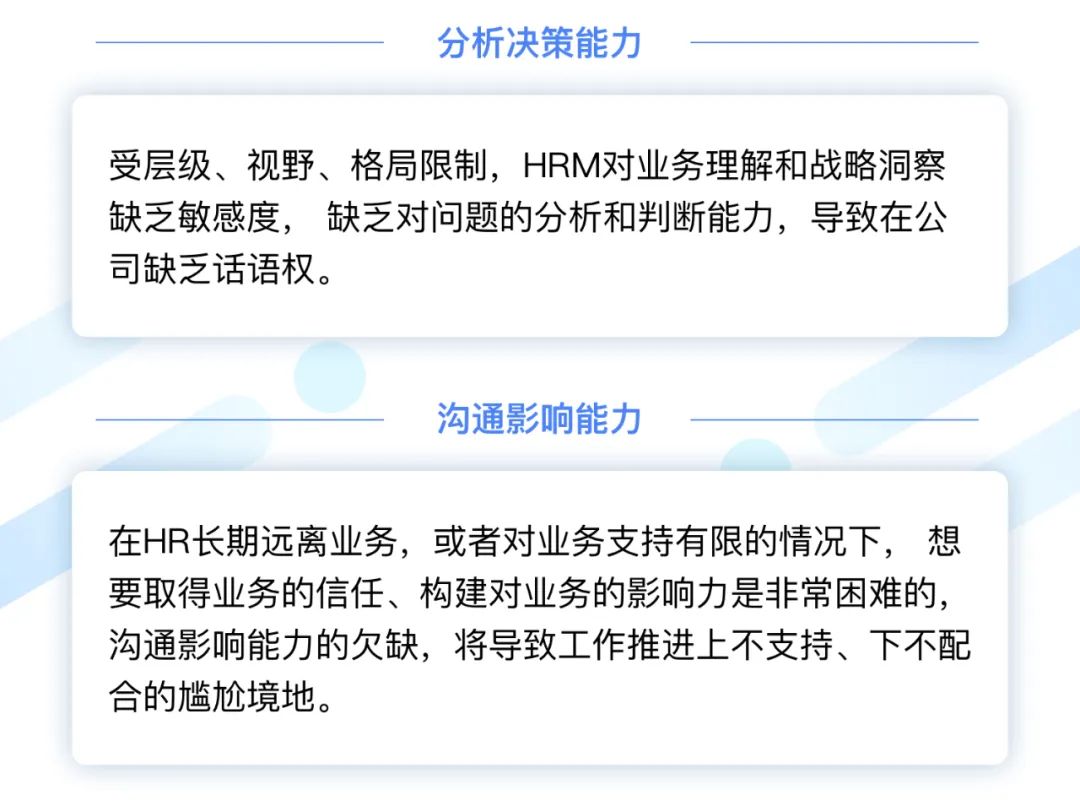 分析决策能力
受层级、视野、格局限制，HRM对业务理解和战略洞察
缺乏敏感度， 缺乏对问题的分析和判断能力，导致在公
司缺乏话语权。
沟通影响能力
在HR长期远离业务，或者对业务支持有限的情况下， 想
要取得业务的信任、构建对业务的影响力是非常困难的，
沟通影响能力的欠缺，将导致工作推进上不支持、下不配
合的尴尬境地。